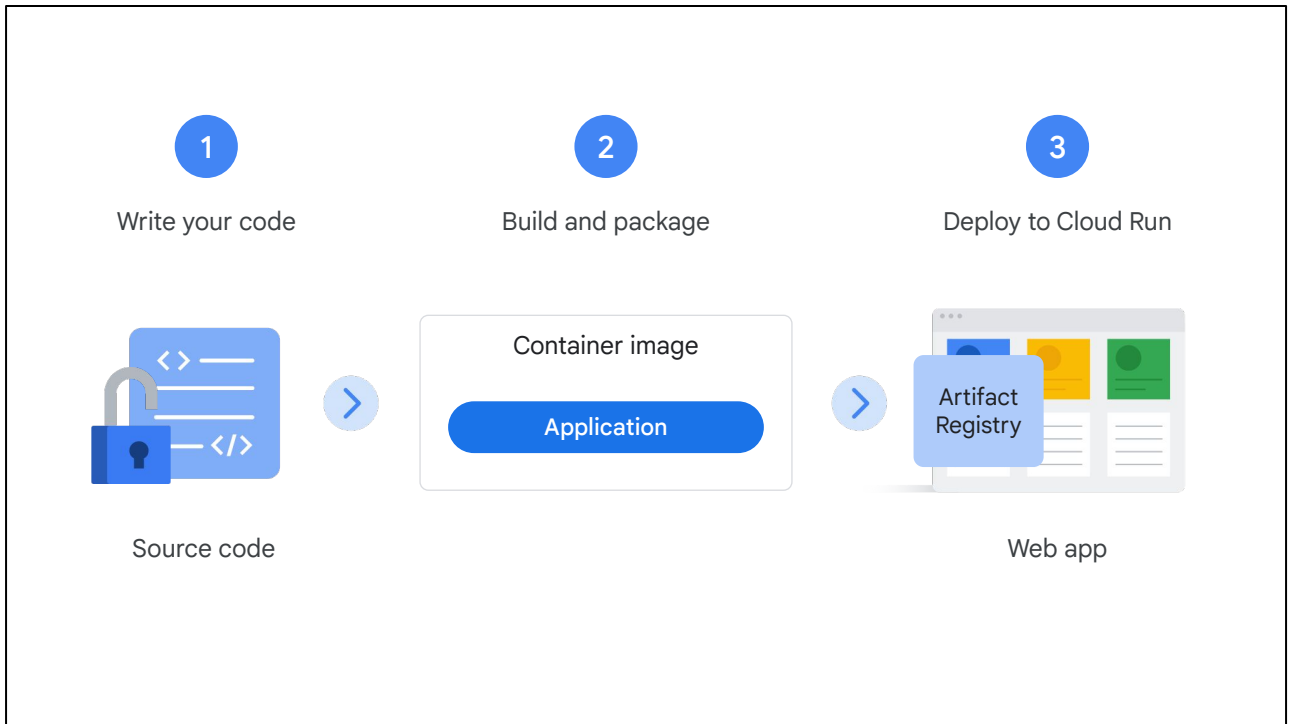 1
Write your code
2
Build and package
3
Deploy to Cloud Run
< >
</>
Source code
Container image
Application
Artifact
Registry
Web app